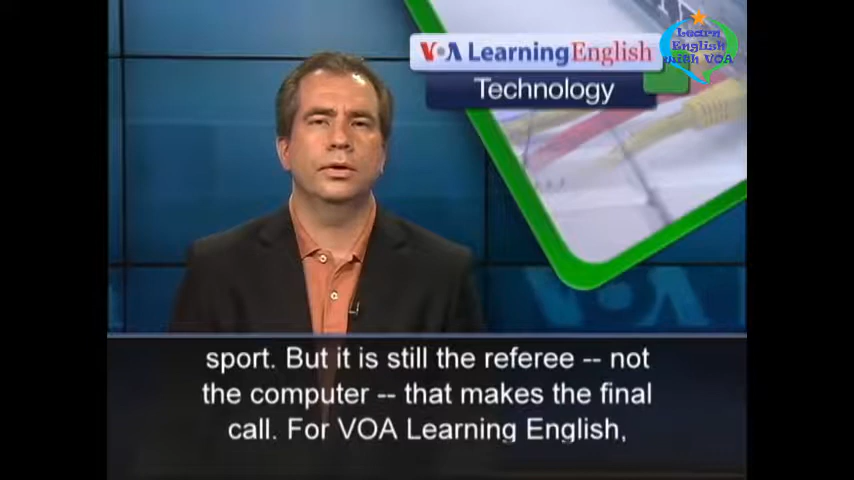 VOA LearningEnglish
Technology
Learn
English
with VOA
VOA
sport. But it is still the referee -- not
the computer -- that makes the final
call. For VOA Learning English,